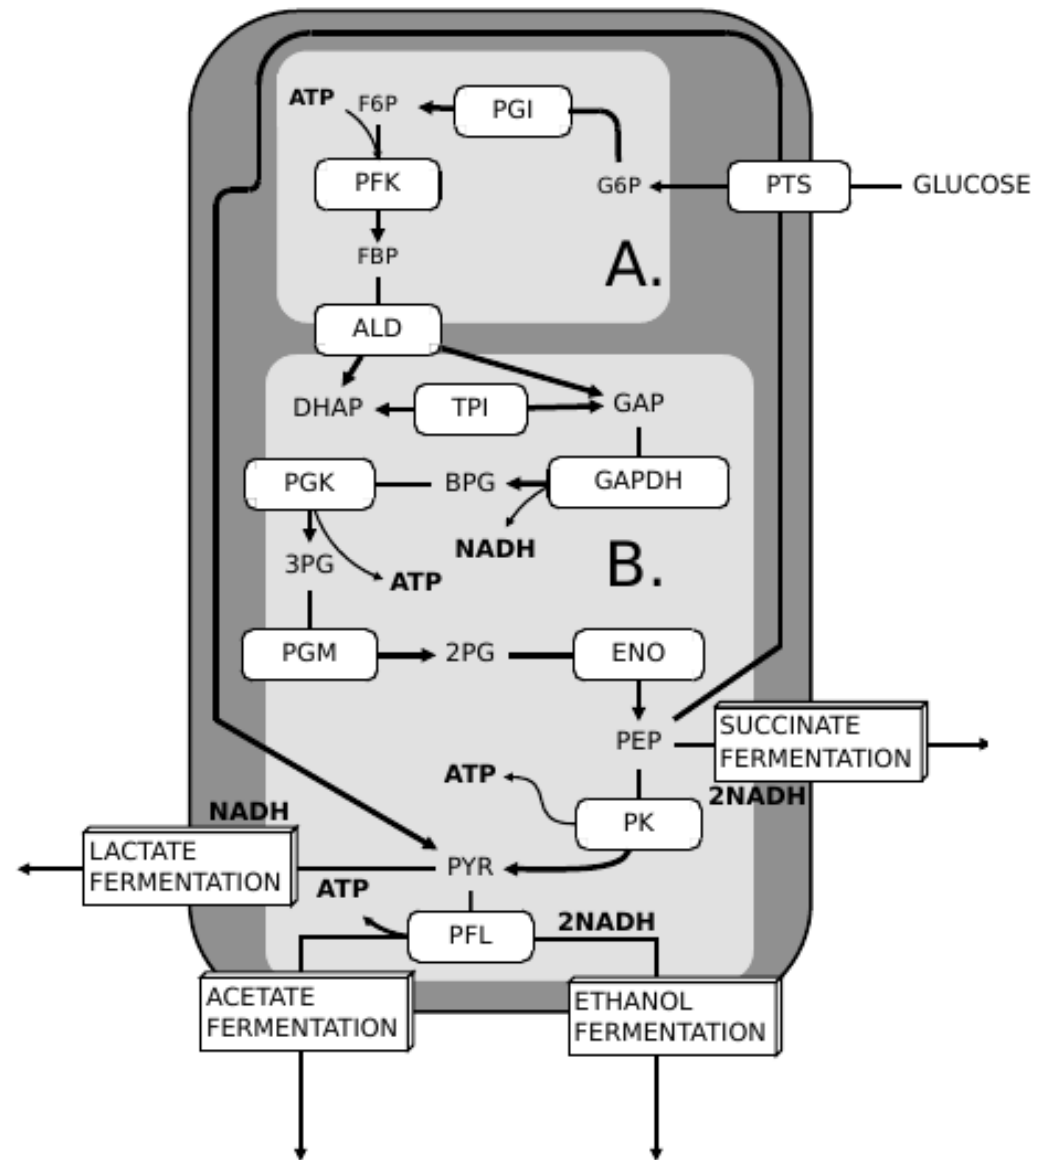 ATP
F6P
PGI
PFK
G6P
PTS
GLUCOSE
FBP
A.
ALD
DHAP
TPI
GAP
PGK
BPG
GAPDH
NADH
3PG
ATP
B.
PGM
2PG
ENO
PEP
SUCCINATE
FERMENTATION
ATP
2NADH
NADH
PK
LACTATE
FERMENTATION
PYR
ATP
PFL
2NADH
ACETATE
FERMENTATION
ETHANOL
FERMENTATION